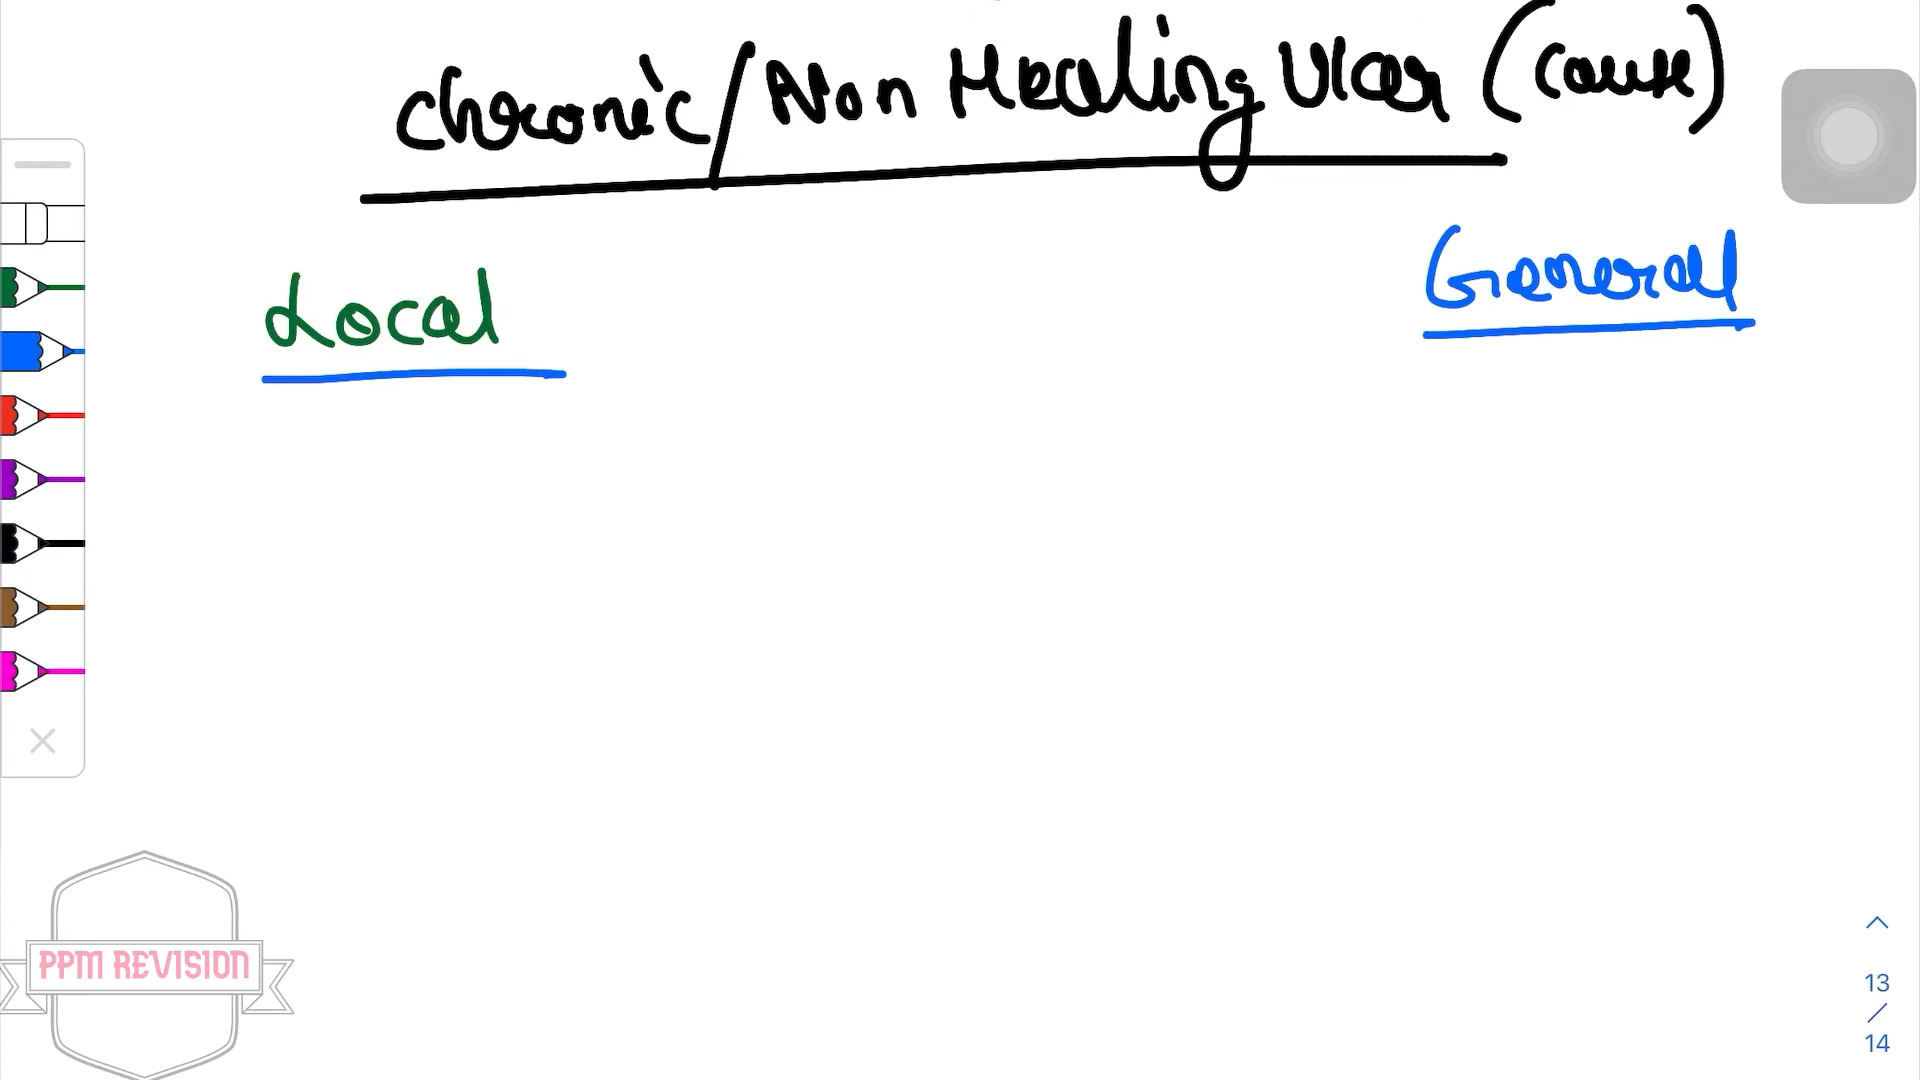 Chronic/Non Healing Ulcer (Cause)
Local
General
PPM REVISION
13
/
14